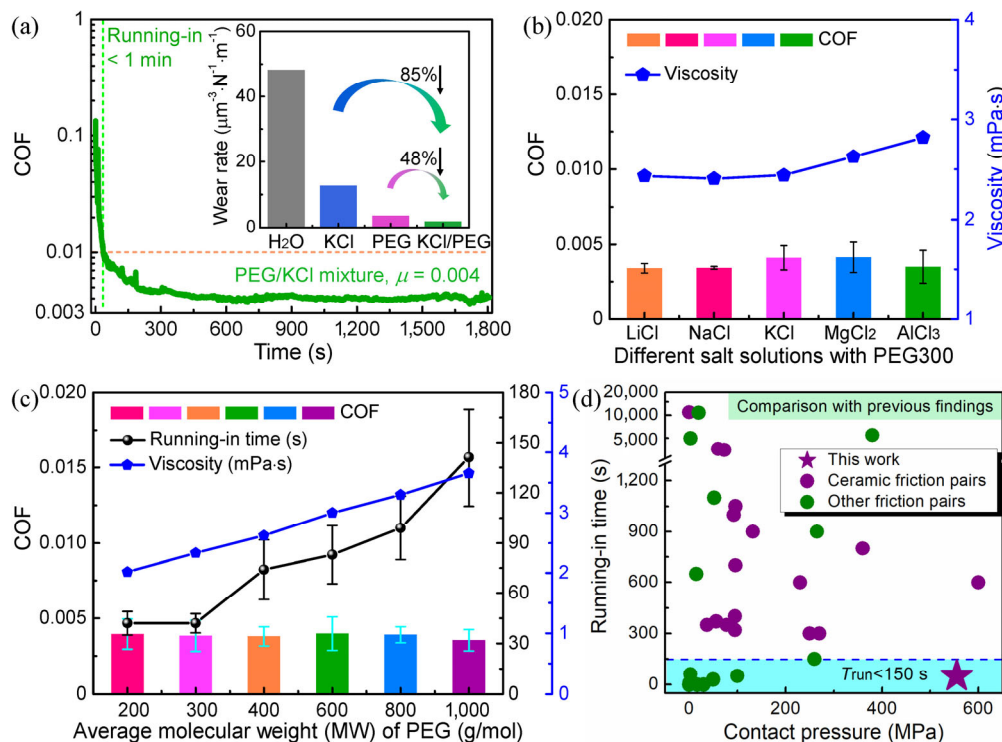 (a)
1
0.1
0.01
0.003
COF
Running-in
< 1 min
60
40
20
0
Wear rate (μm⁻³·N⁻¹·m⁻¹)
85%
48%
H2O KCl PEG KCl/PEG
PEG/KCl mixture, μ = 0.004
0 300 600 900 1,200 1,500 1,800
Time (s)
(b)
0.020
0.015
0.010
0.005
0.000
COF
COF
Viscosity
4
3
2
1
Viscosity (mPa·s)
LiCl NaCl KCl MgCl2 AlCl3
Different salt solutions with PEG300
(c)
0.020
0.015
0.010
0.005
0.000
COF
COF
Running-in time (s)
Viscosity (mPa·s)
180
150
120
90
60
30
0
5
4
3
2
1
0
200 300 400 600 800 1,000
Average molecular weight (MW) of PEG (g/mol)
(d)
20,000
10,000
5,000
1,200
900
600
300
0
Running-in time (s)
Comparison with previous findings
This work
Ceramic friction pairs
Other friction pairs
Trun<150 s
0 200 400 600
Contact pressure (MPa)